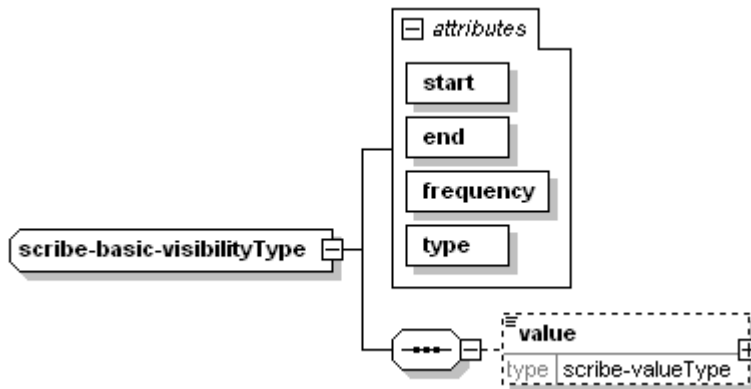 attributes
start
end
frequency
type
scribe-basic-visibilityType
value
type scribe-valueType